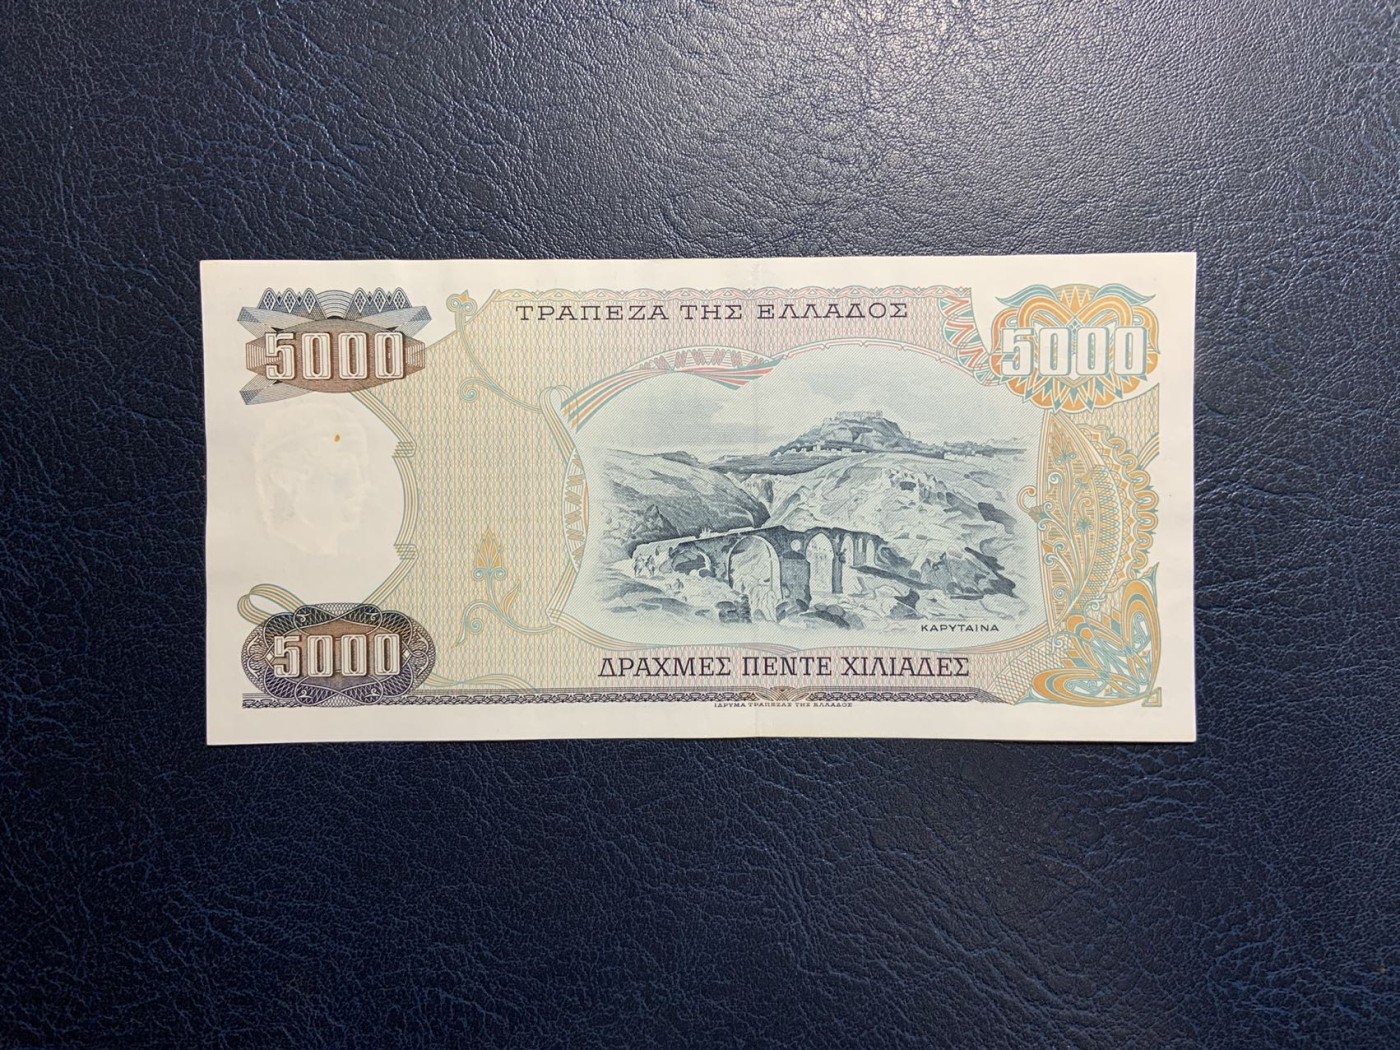 5000
ΤΡΑΠΕΖΑ ΤΗΣ ΕΛΛΑΔΟΣ
5000
ΚΑΡΥΤΑΙΝΑ
5000
ΔΡΑΧΜΕΣ ΠΕΝΤΕ ΧΙΛΙΑΔΕΣ
ΙΔΡΥΜΑ ΤΡΑΠΕΖΑΣ ΤΗΣ ΕΛΛΑΔΟΣ